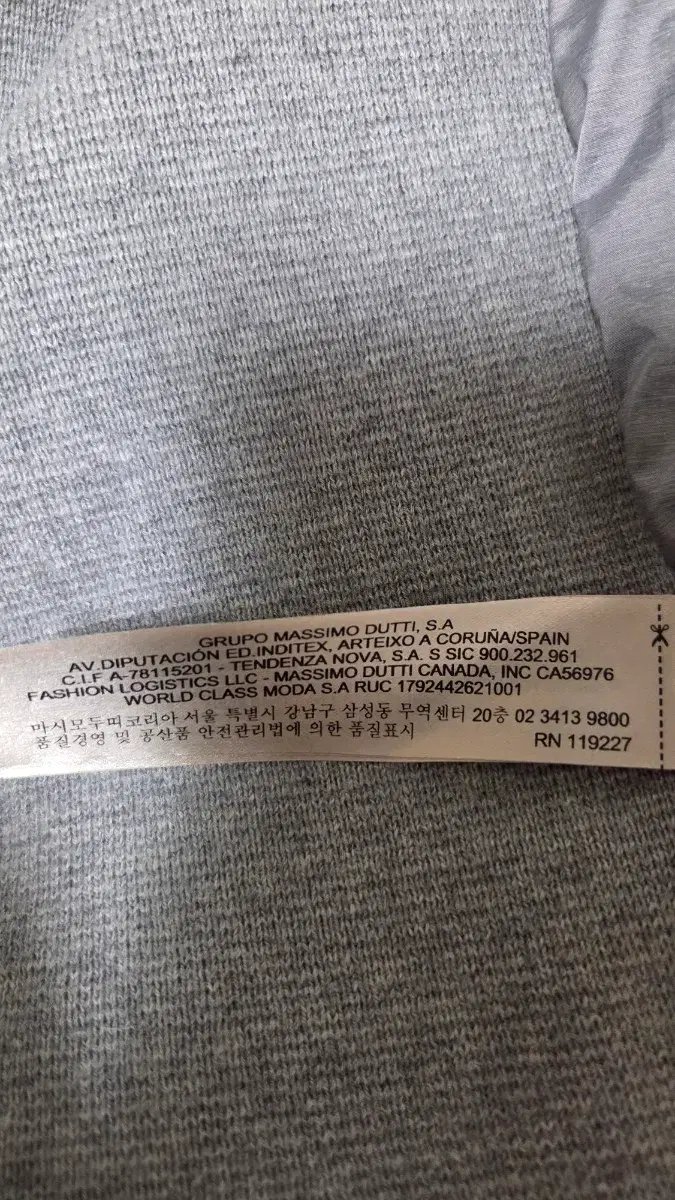 GRUPO MASSIMO DUTTI, S.A
AV.DIPUTACIÓN ED.INDITEX, ARTEIXO A CORUÑA/SPAIN
C.I.F A-78115201 - TENDENZA NOVA, S.A. S SIC 900.232.961
FASHION LOGISTICS LLC - MASSIMO DUTTI CANADA, INC CA56976
WORLD CLASS MODA S.A RUC 1792442621001
마시모두띠코리아 서울 특별시 강남구 삼성동 무역센터 20층 02 3413 9800
품질경영 및 공산품 안전관리법에 의한 품질표시
RN 119227